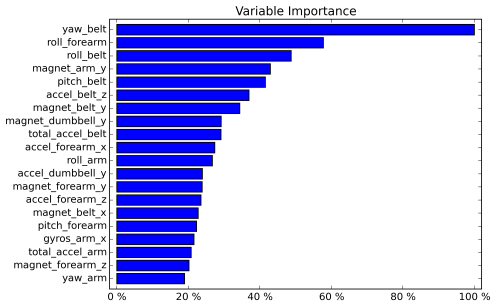 Variable Importance
yaw_belt
roll_forearm
roll_belt
magnet_arm_y
pitch_belt
accel_belt_z
magnet_belt_y
magnet_dumbbell_y
total_accel_belt
accel_forearm_x
roll_arm
accel_dumbbell_y
magnet_forearm_y
accel_forearm_z
magnet_belt_x
pitch_forearm
gyros_arm_x
total_accel_arm
magnet_forearm_z
yaw_arm
0 % 20 % 40 % 60 % 80 % 100 %